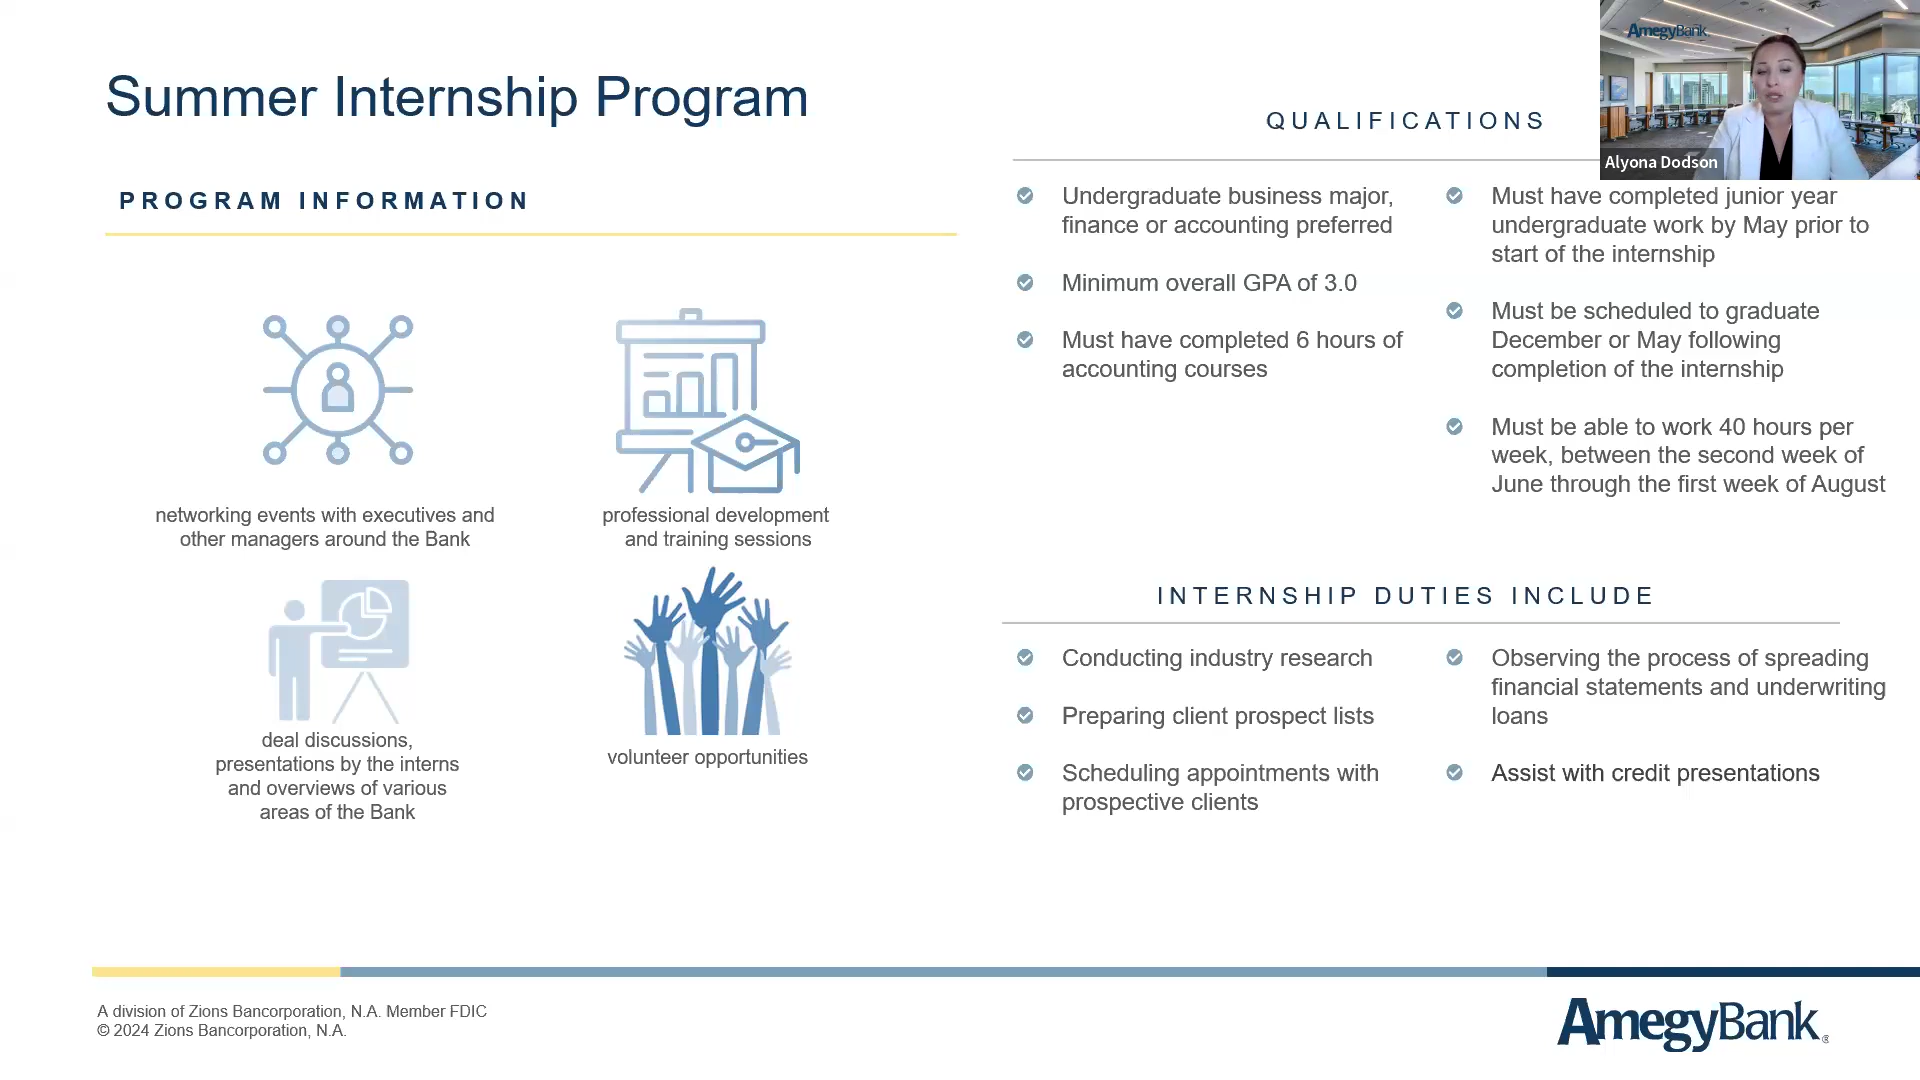 Summer Internship Program
PROGRAM INFORMATION
networking events with executives and
other managers around the Bank
professional development
and training sessions
deal discussions,
presentations by the interns
and overviews of various
areas of the Bank
volunteer opportunities
QUALIFICATIONS
Undergraduate business major,
finance or accounting preferred
Minimum overall GPA of 3.0
Must have completed 6 hours of
accounting courses
Must have completed junior year
undergraduate work by May prior to
start of the internship
Must be scheduled to graduate
December or May following
completion of the internship
Must be able to work 40 hours per
week, between the second week of
June through the first week of August
INTERNSHIP DUTIES INCLUDE
Conducting industry research
Preparing client prospect lists
Scheduling appointments with
prospective clients
Observing the process of spreading
financial statements and underwriting
loans
Assist with credit presentations
AmegyBank
Alyona Dodson
A division of Zions Bancorporation, N.A. Member FDIC
© 2024 Zions Bancorporation, N.A.
AmegyBank®